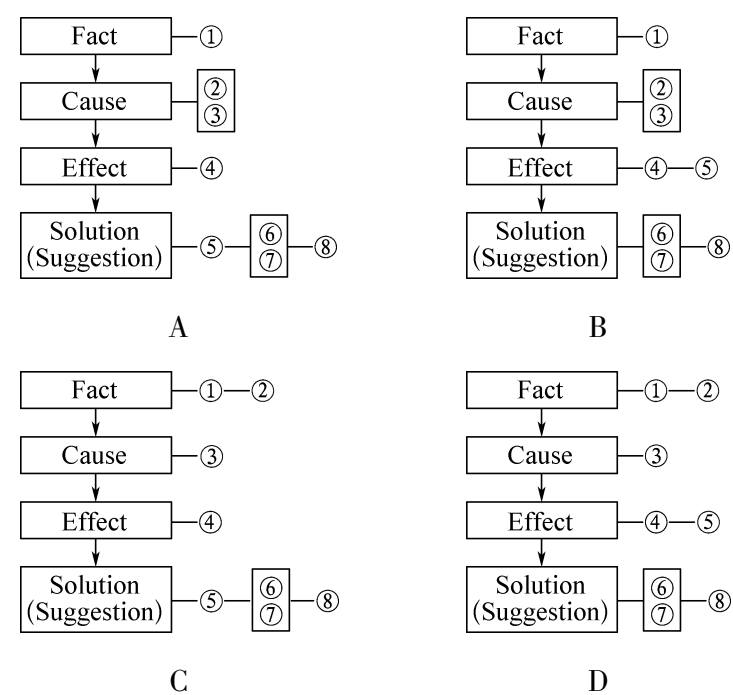 Fact ①
Cause ② ③
Effect ④
Solution (Suggestion) ⑤ ⑥ ⑦ ⑧
A
Fact ①
Cause ② ③
Effect ④ ⑤
Solution (Suggestion) ⑥ ⑦ ⑧
B
Fact ① ②
Cause ③
Effect ④
Solution (Suggestion) ⑤ ⑥ ⑦ ⑧
C
Fact ① ②
Cause ③
Effect ④ ⑤
Solution (Suggestion) ⑥ ⑦ ⑧
D